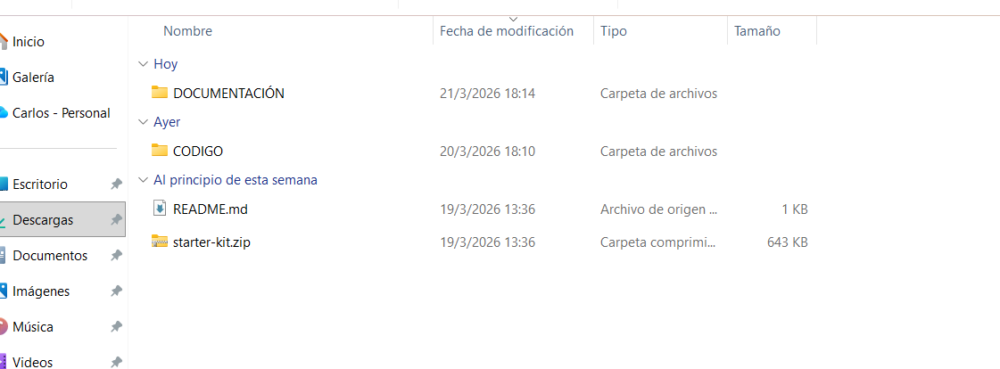 Nombre Fecha de modificación Tipo Tamaño
Inicio
Galería
Carlos - Personal
Escritorio
Descargas
Documentos
Imágenes
Música
Videos
Hoy
DOCUMENTACIÓN 21/3/2026 18:14 Carpeta de archivos
Ayer
CODIGO 20/3/2026 18:10 Carpeta de archivos
Al principio de esta semana
README.md 19/3/2026 13:36 Archivo de origen ... 1 KB
starter-kit.zip 19/3/2026 13:36 Carpeta comprimi... 643 KB